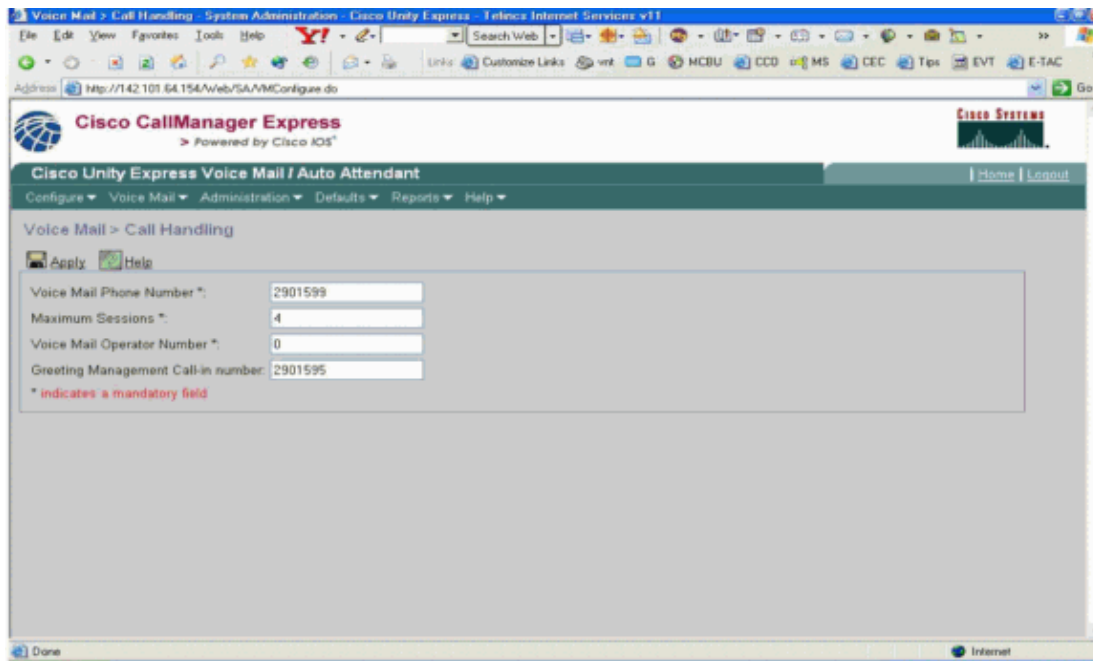 Voice Mail > Call Handling - System Administration - Cisco Unity Express - Telincs Internet Services v11
File Edit View Favorites Tools Help Y! Search Web
Links Customize Links vnt G MCBU CCO MS CEC Tips EVT E-TAC
Address http://142.101.64.154/Web/SA/VMConfigure.do Go
Cisco CallManager Express
> Powered by Cisco IOS
CISCO SYSTEMS
Cisco Unity Express Voice Mail / Auto Attendant
Home | Logout
Configure Voice Mail Administration Defaults Reports Help
Voice Mail > Call Handling
Apply Help
Voice Mail Phone Number *: 2901599
Maximum Sessions *: 4
Voice Mail Operator Number *: 0
Greeting Management Call-in number: 2901595
* indicates a mandatory field
Done Internet